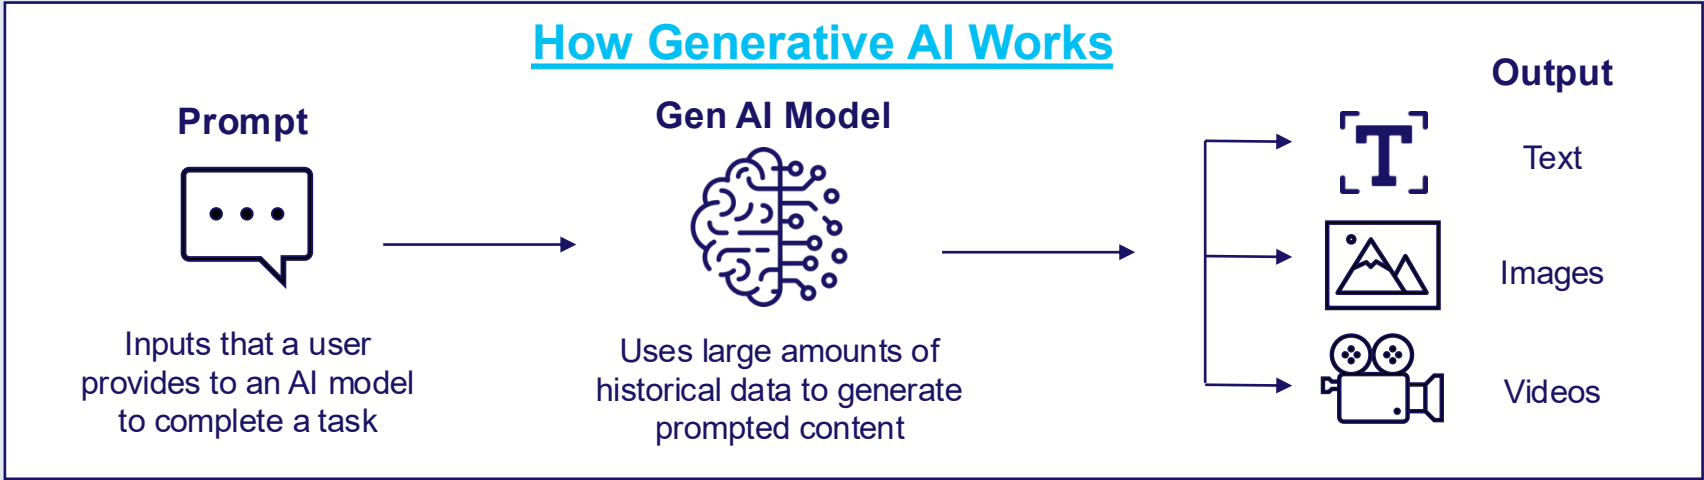 How Generative AI Works
Prompt
Inputs that a user
provides to an AI model
to complete a task
Gen AI Model
Uses large amounts of
historical data to generate
prompted content
Output
T
Text
Images
Videos